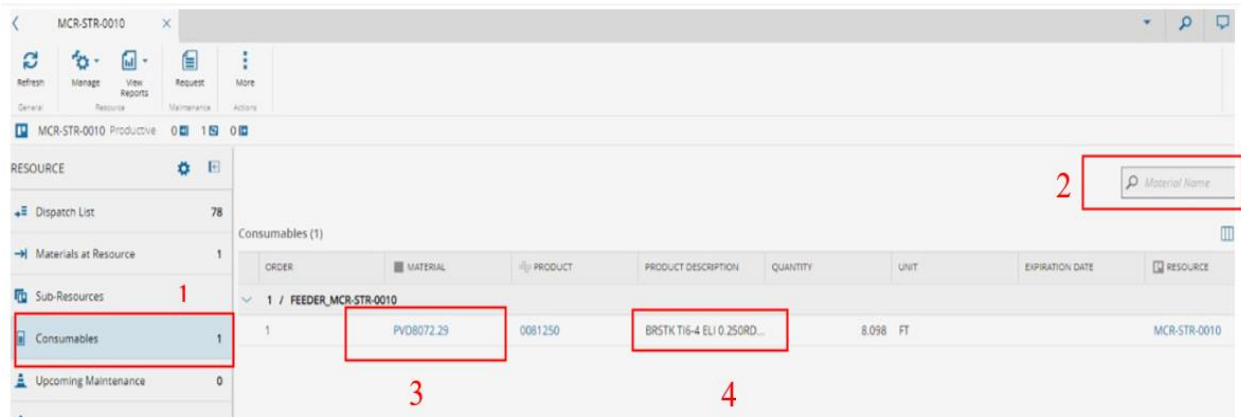 MCR-STR-0010
Refresh Manage View Reports Request More
General Resource Maintenance Actions
MCR-STR-0010 Productive 0 1 0
RESOURCE
2 Material Name
Dispatch List 78
Consumables (1)
Materials at Resource 1
ORDER MATERIAL PRODUCT PRODUCT DESCRIPTION QUANTITY UNIT EXPIRATION DATE RESOURCE
Sub-Resources 1
1 / FEEDER_MCR-STR-0010
Consumables 1
1 PVD8072.29 0081250 BRSTK TI6-4 ELI 0.250RD... 8.098 FT MCR-STR-0010
Upcoming Maintenance 0
3 4